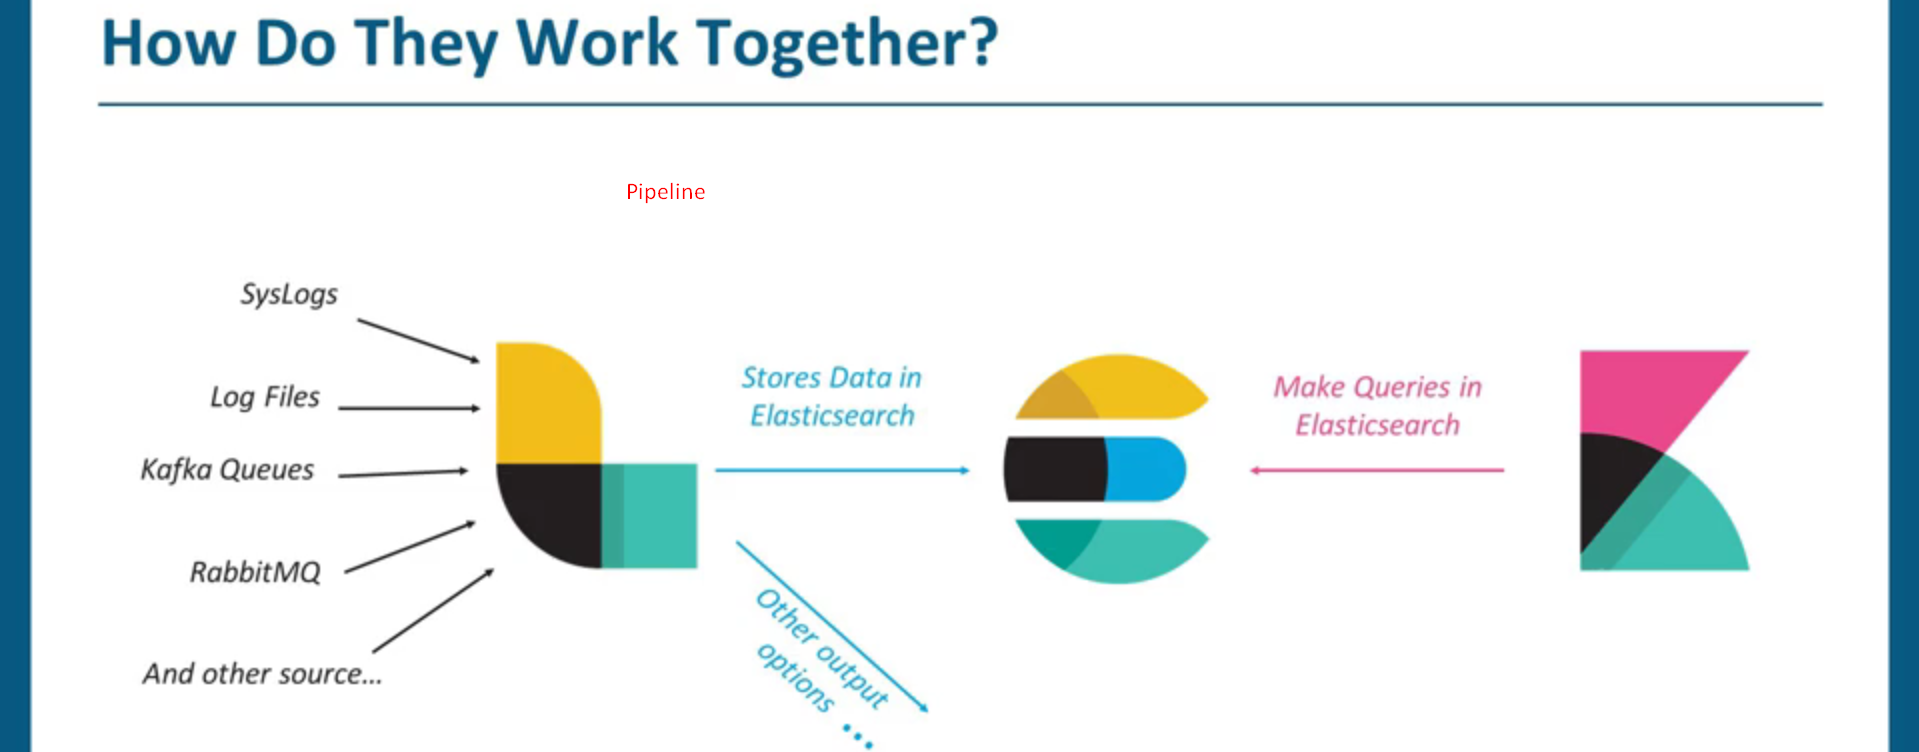 How Do They Work Together?
Pipeline
SysLogs
Log Files
Kafka Queues
RabbitMQ
And other source...
Stores Data in
Elasticsearch
Other output
options ...
Make Queries in
Elasticsearch